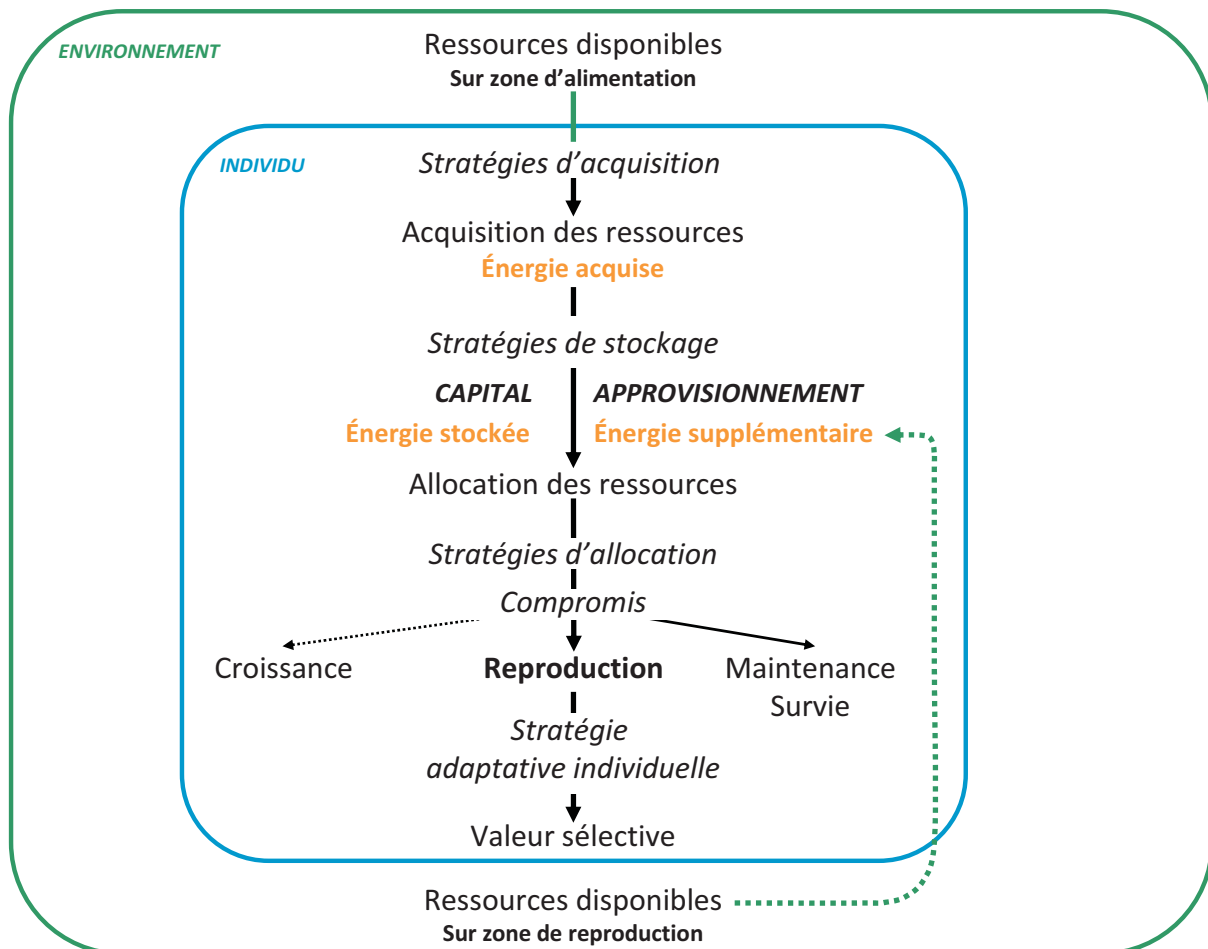 ENVIRONNEMENT
Ressources disponibles
Sur zone d’alimentation
INDIVIDU
Stratégies d’acquisition
Acquisition des ressources
Énergie acquise
Stratégies de stockage
CAPITAL
APPROVISIONNEMENT
Énergie stockée
Énergie supplémentaire
Allocation des ressources
Stratégies d’allocation
Compromis
Croissance
Reproduction
Maintenance
Survie
Stratégie
adaptative individuelle
Valeur sélective
Ressources disponibles
Sur zone de reproduction